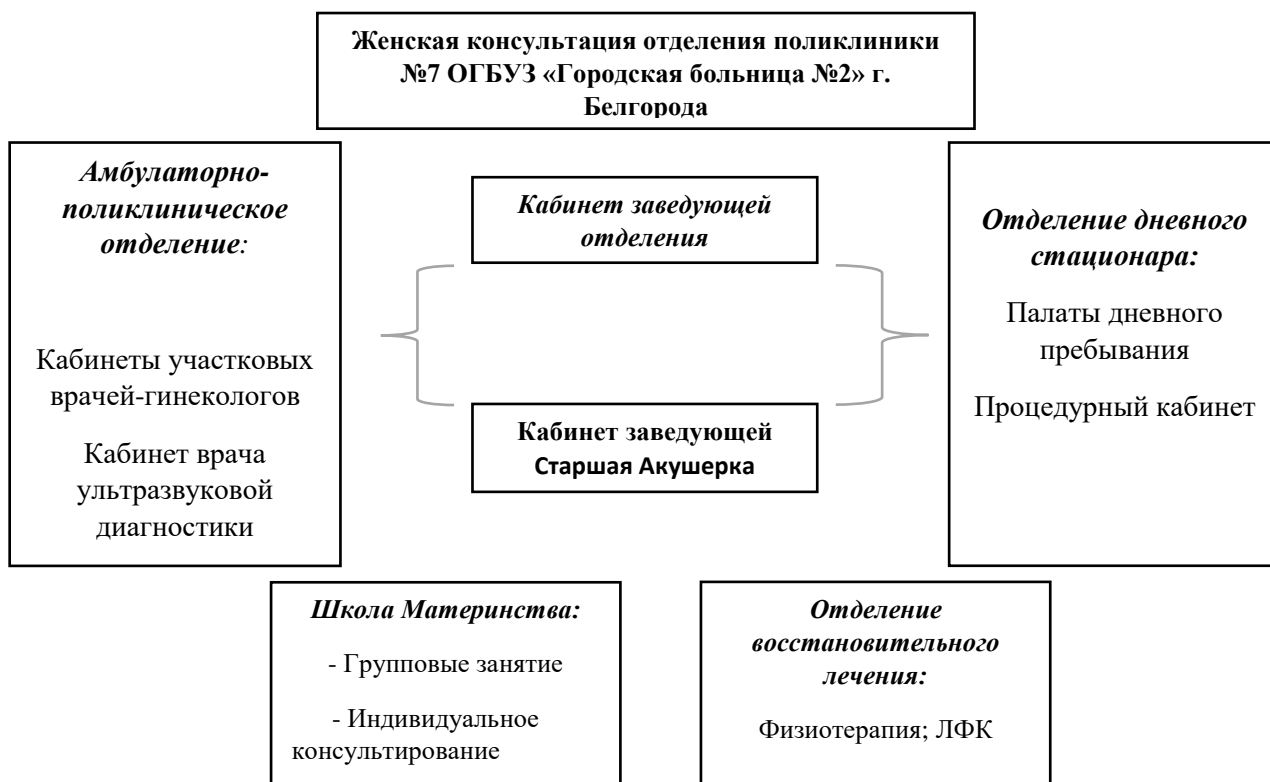 Женская консультация отделения поликлиники
№7 ОГБУЗ «Городская больница №2» г.
Белгорода
Амбулаторно-
поликлиническое
отделение:
Кабинеты участковых
врачей-гинекологов
Кабинет врача
ультразвуковой
диагностики
Кабинет заведующей
отделения
Кабинет заведующей
Старшая Акушерка
Отделение дневного
стационара:
Палаты дневного
пребывания
Процедурный кабинет
Школа Материнства:
- Групповые занятие
- Индивидуальное
консультирование
Отделение
восстановительного
лечения:
Физиотерапия; ЛФК